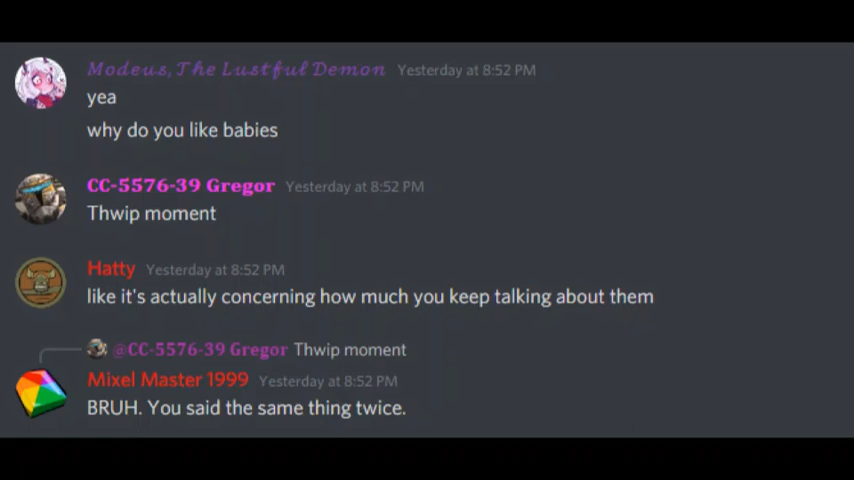 Modeus, The Lustful Demon Yesterday at 8:52 PM
yea
why do you like babies
CC-5576-39 Gregor Yesterday at 8:52 PM
Thwip moment
Hatty Yesterday at 8:52 PM
like it's actually concerning how much you keep talking about them
@CC-5576-39 Gregor Thwip moment
Mixel Master 1999 Yesterday at 8:52 PM
BRUH. You said the same thing twice.